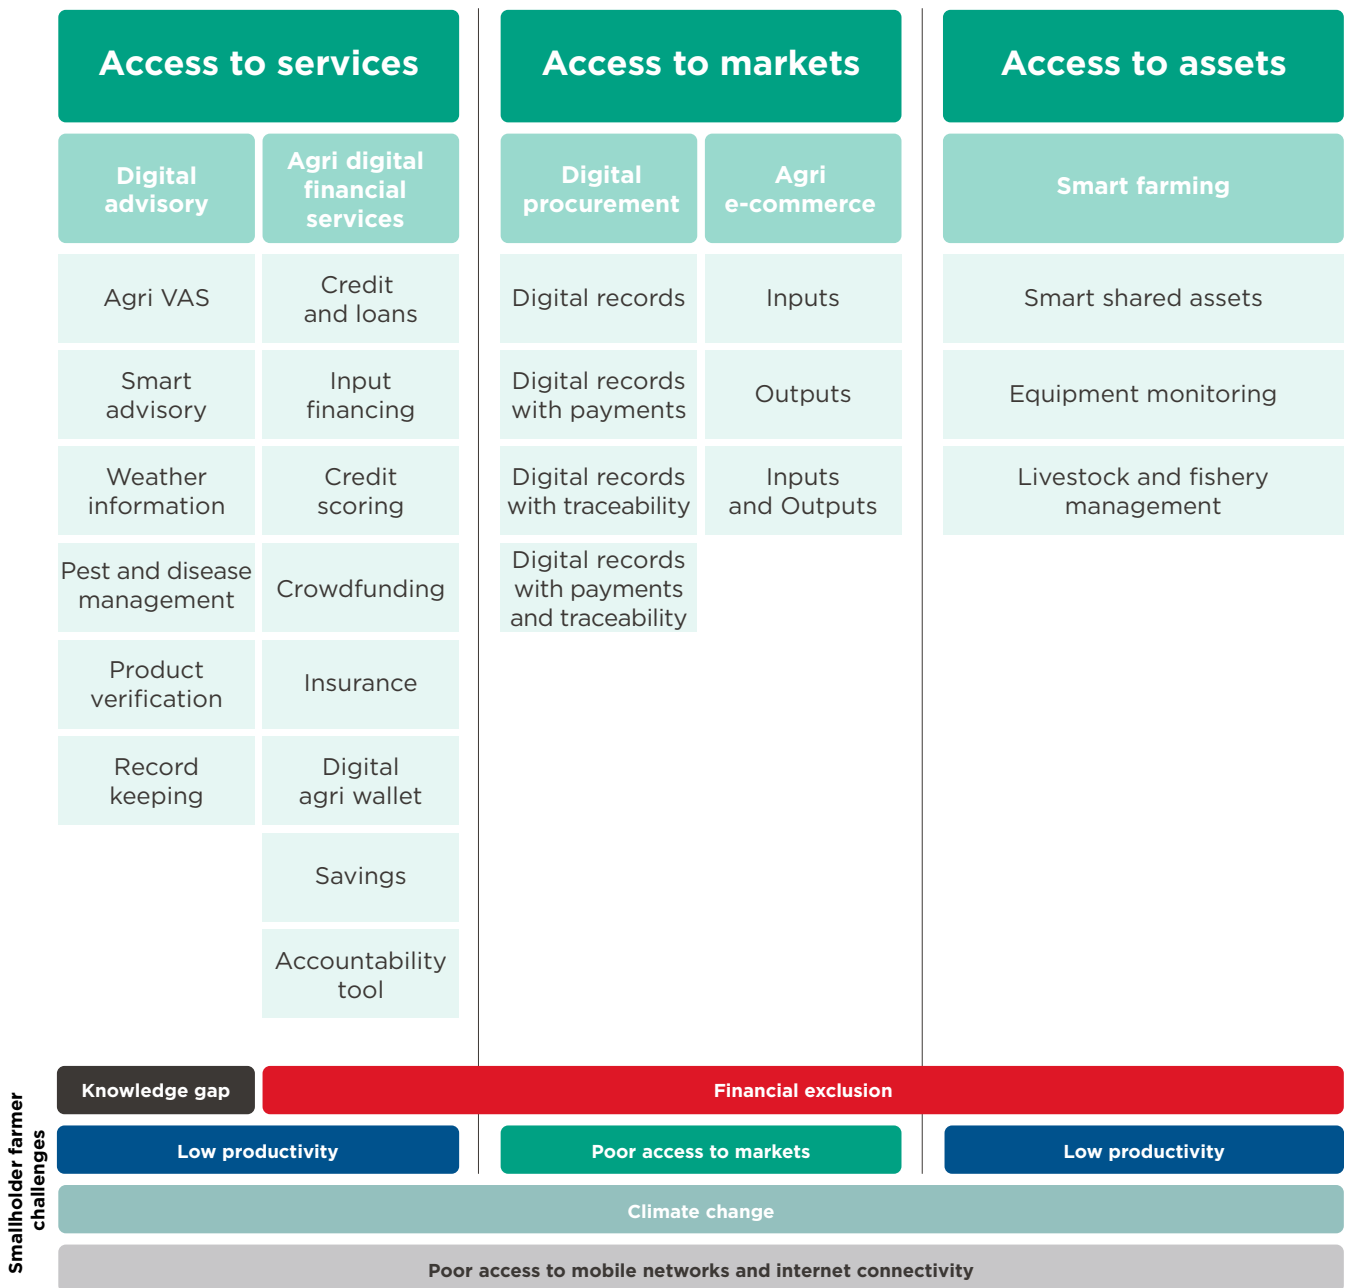 Access to services
Access to markets
Access to assets
Digital
advisory
Agri digital
financial
services
Digital
procurement
Agri
e-commerce
Smart farming
Agri VAS
Smart
advisory
Weather
information
Pest and disease
management
Product
verification
Record
keeping
Credit
and loans
Input
financing
Credit
scoring
Crowdfunding
Insurance
Digital
agri wallet
Savings
Accountability
tool
Digital records
Digital records
with payments
Digital records
with traceability
Digital records
with payments
and traceability
Inputs
Outputs
Inputs
and Outputs
Smart shared assets
Equipment monitoring
Livestock and fishery
management
Smallholder farmer
challenges
Knowledge gap
Financial exclusion
Low productivity
Poor access to markets
Low productivity
Climate change
Poor access to mobile networks and internet connectivity